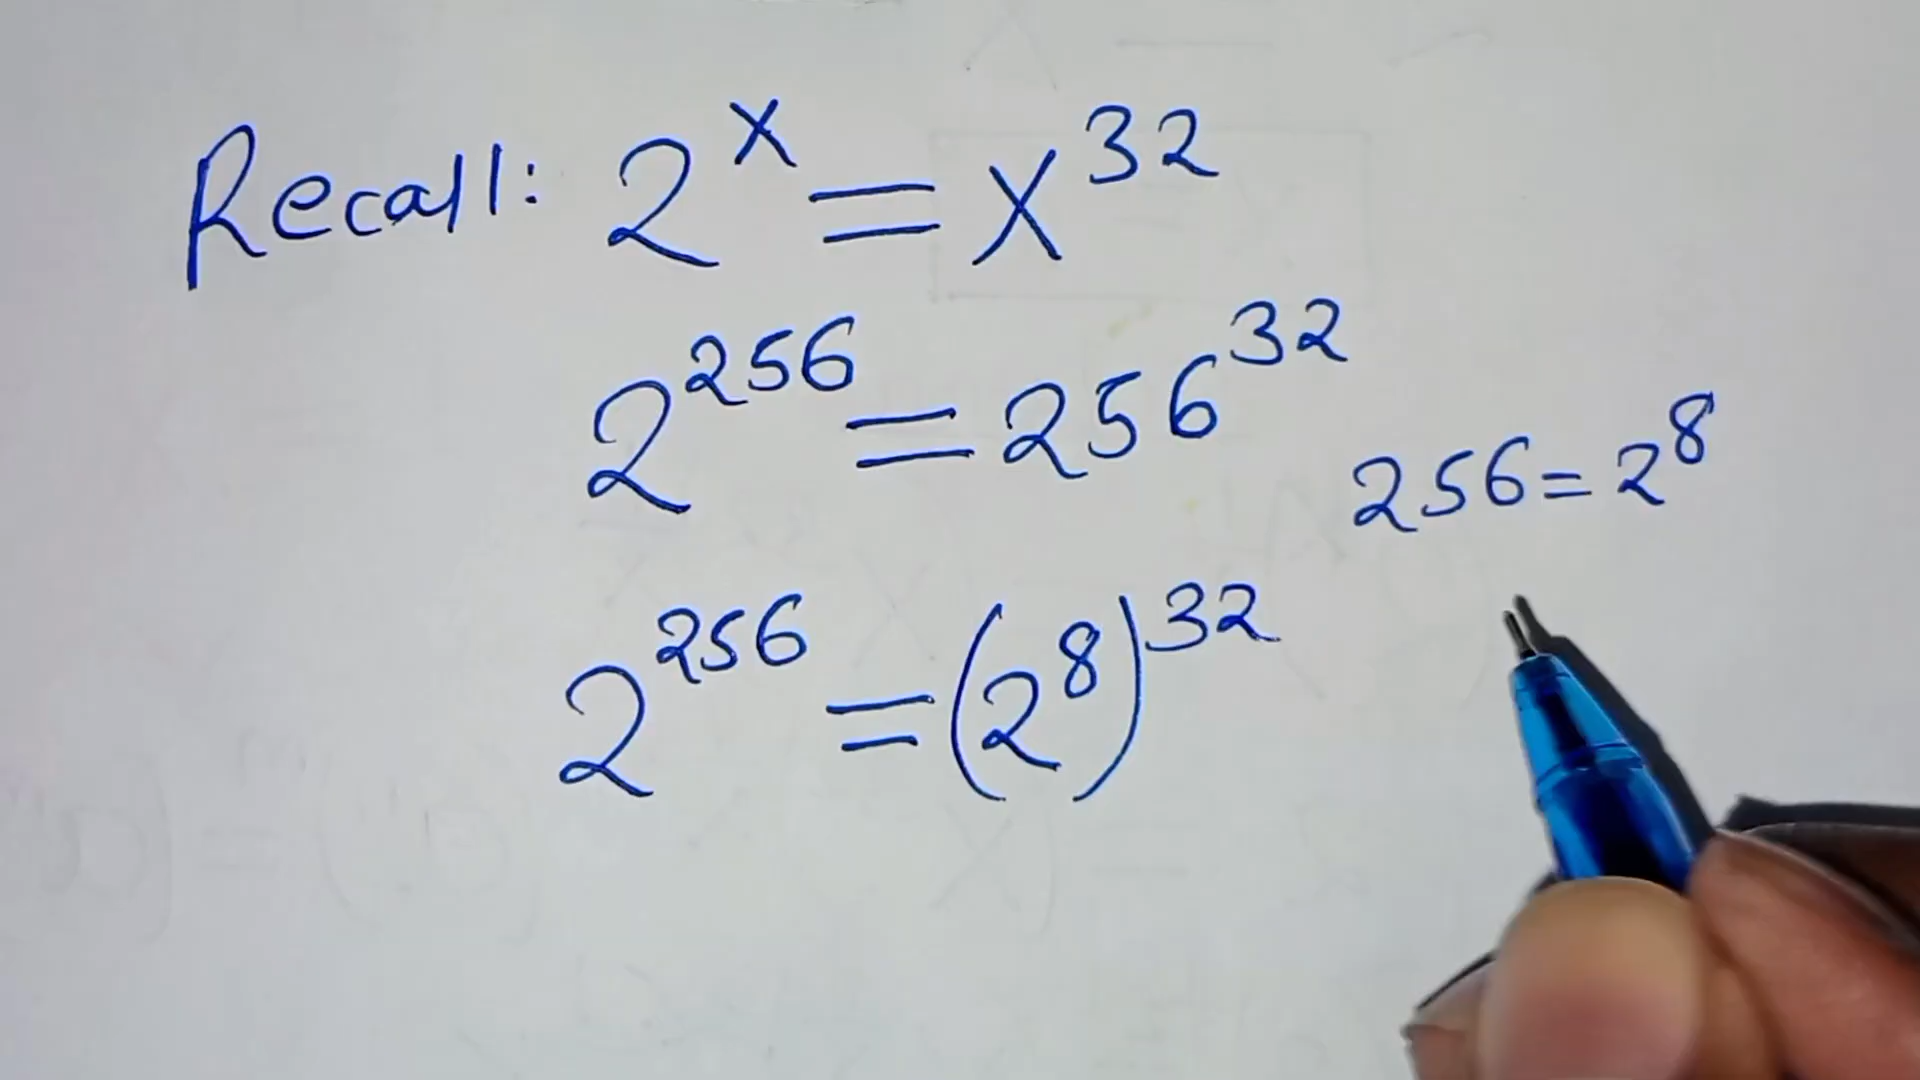 Recall: 2^x = x^32
2^256 = 256^32
256 = 2^8
2^256 = (2^8)^32